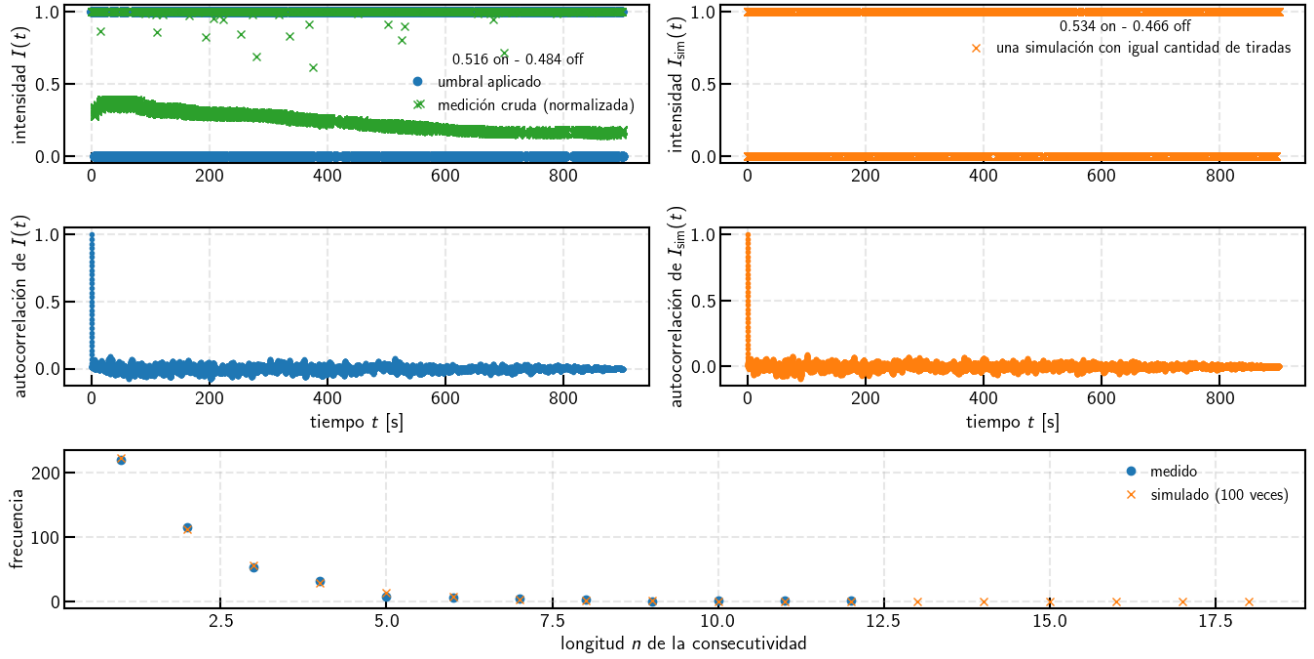 intensidad I(t)
1.0
0.5
0.0
0.516 on - 0.484 off
umbral aplicado
medición cruda (normalizada)
0
200
400
600
800
intensidad Isim(t)
1.0
0.5
0.0
0.534 on - 0.466 off
una simulación con igual cantidad de tiradas
0
200
400
600
800
autocorrelación de I(t)
1.0
0.5
0.0
0
200
400
600
800
tiempo t [s]
autocorrelación de Isim(t)
1.0
0.5
0.0
0
200
400
600
800
tiempo t [s]
frecuencia
200
100
0
medido
simulado (100 veces)
2.5
5.0
7.5
10.0
12.5
15.0
17.5
longitud n de la consecutividad